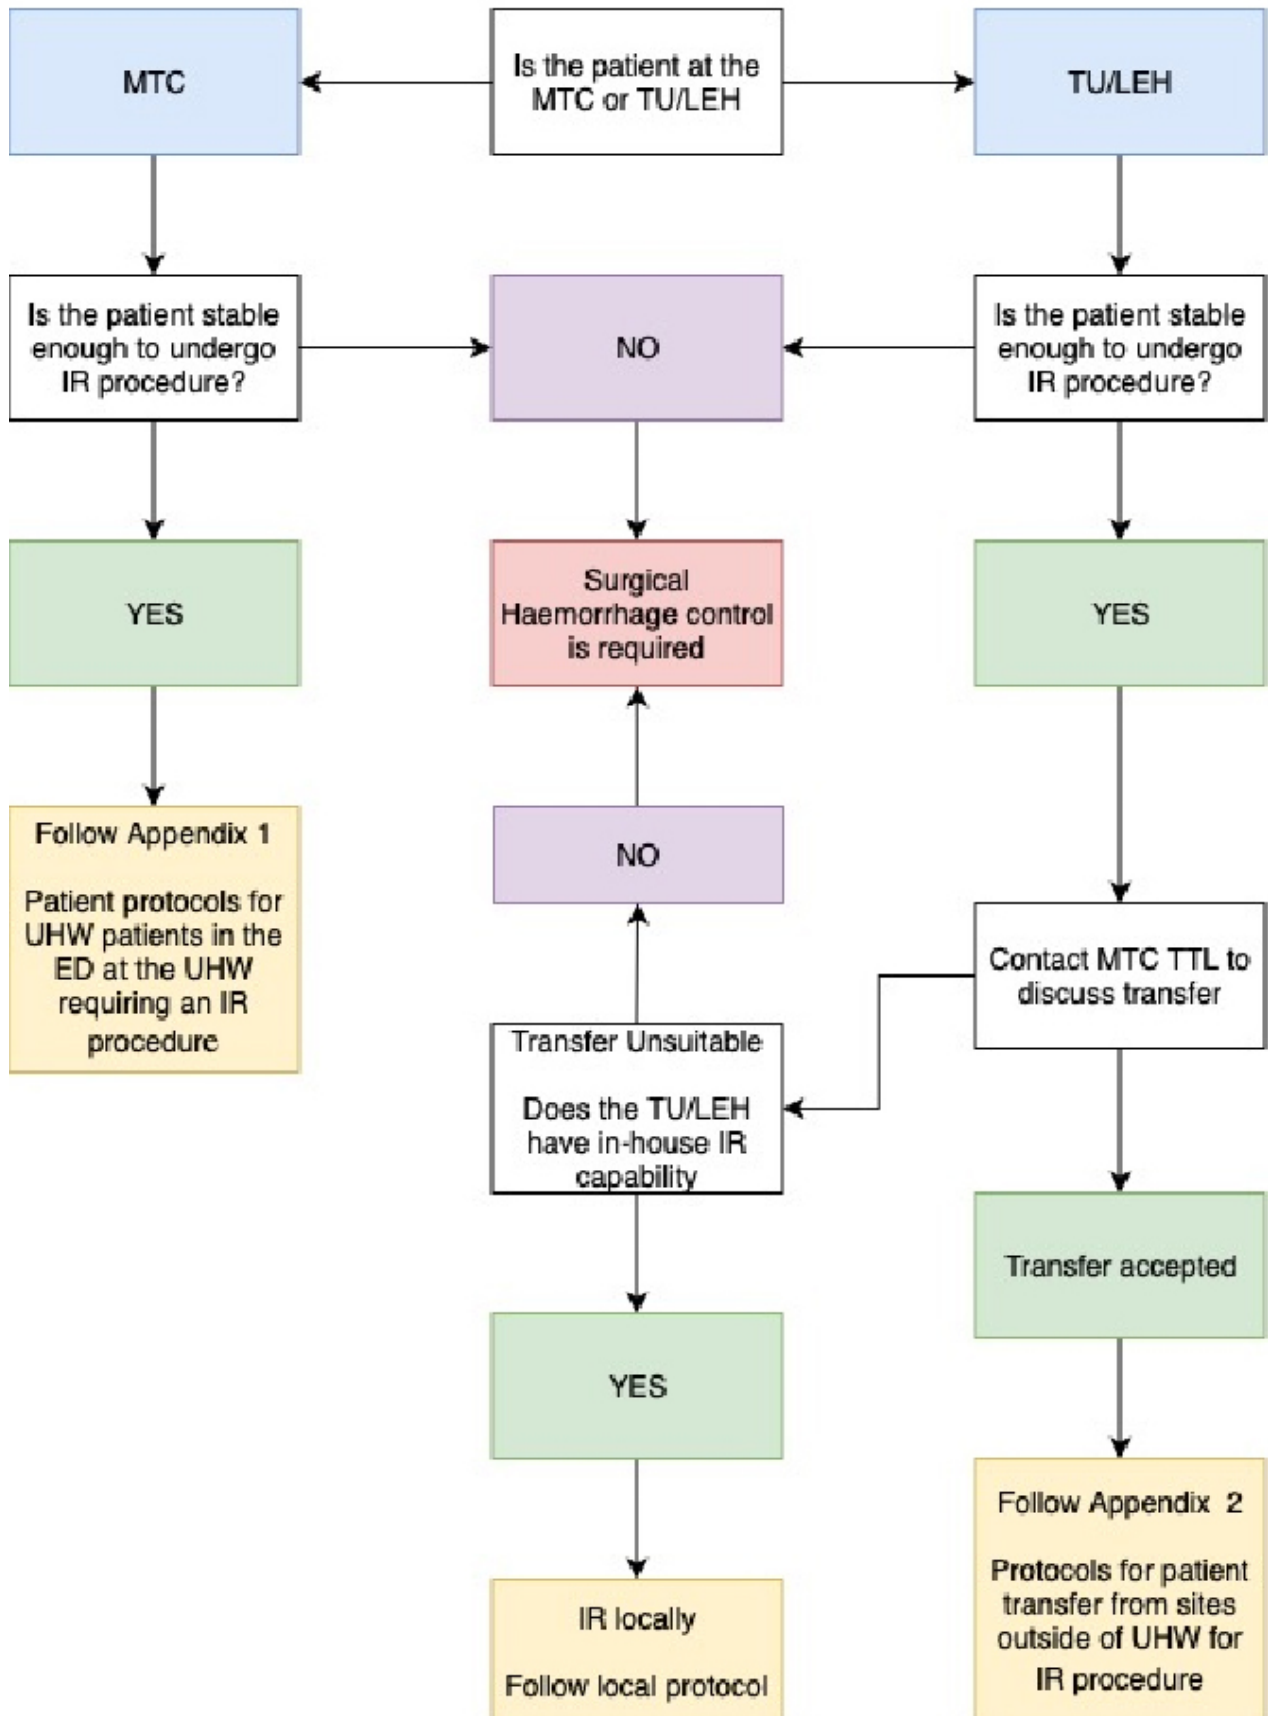 MTC
Is the patient at the
MTC or TU/LEH
TU/LEH
Is the patient stable
enough to undergo
IR procedure?
NO
Is the patient stable
enough to undergo
IR procedure?
YES
Surgical
Haemorrhage control
is required
YES
Follow Appendix 1
Patient protocols for
UHW patients in the
ED at the UHW
requiring an IR
procedure
NO
Contact MTC TTL to
discuss transfer
Transfer Unsuitable
Does the TU/LEH
have in-house IR
capability
Transfer accepted
YES
Follow Appendix 2
Protocols for patient
transfer from sites
outside of UHW for
IR procedure
IR locally
Follow local protocol